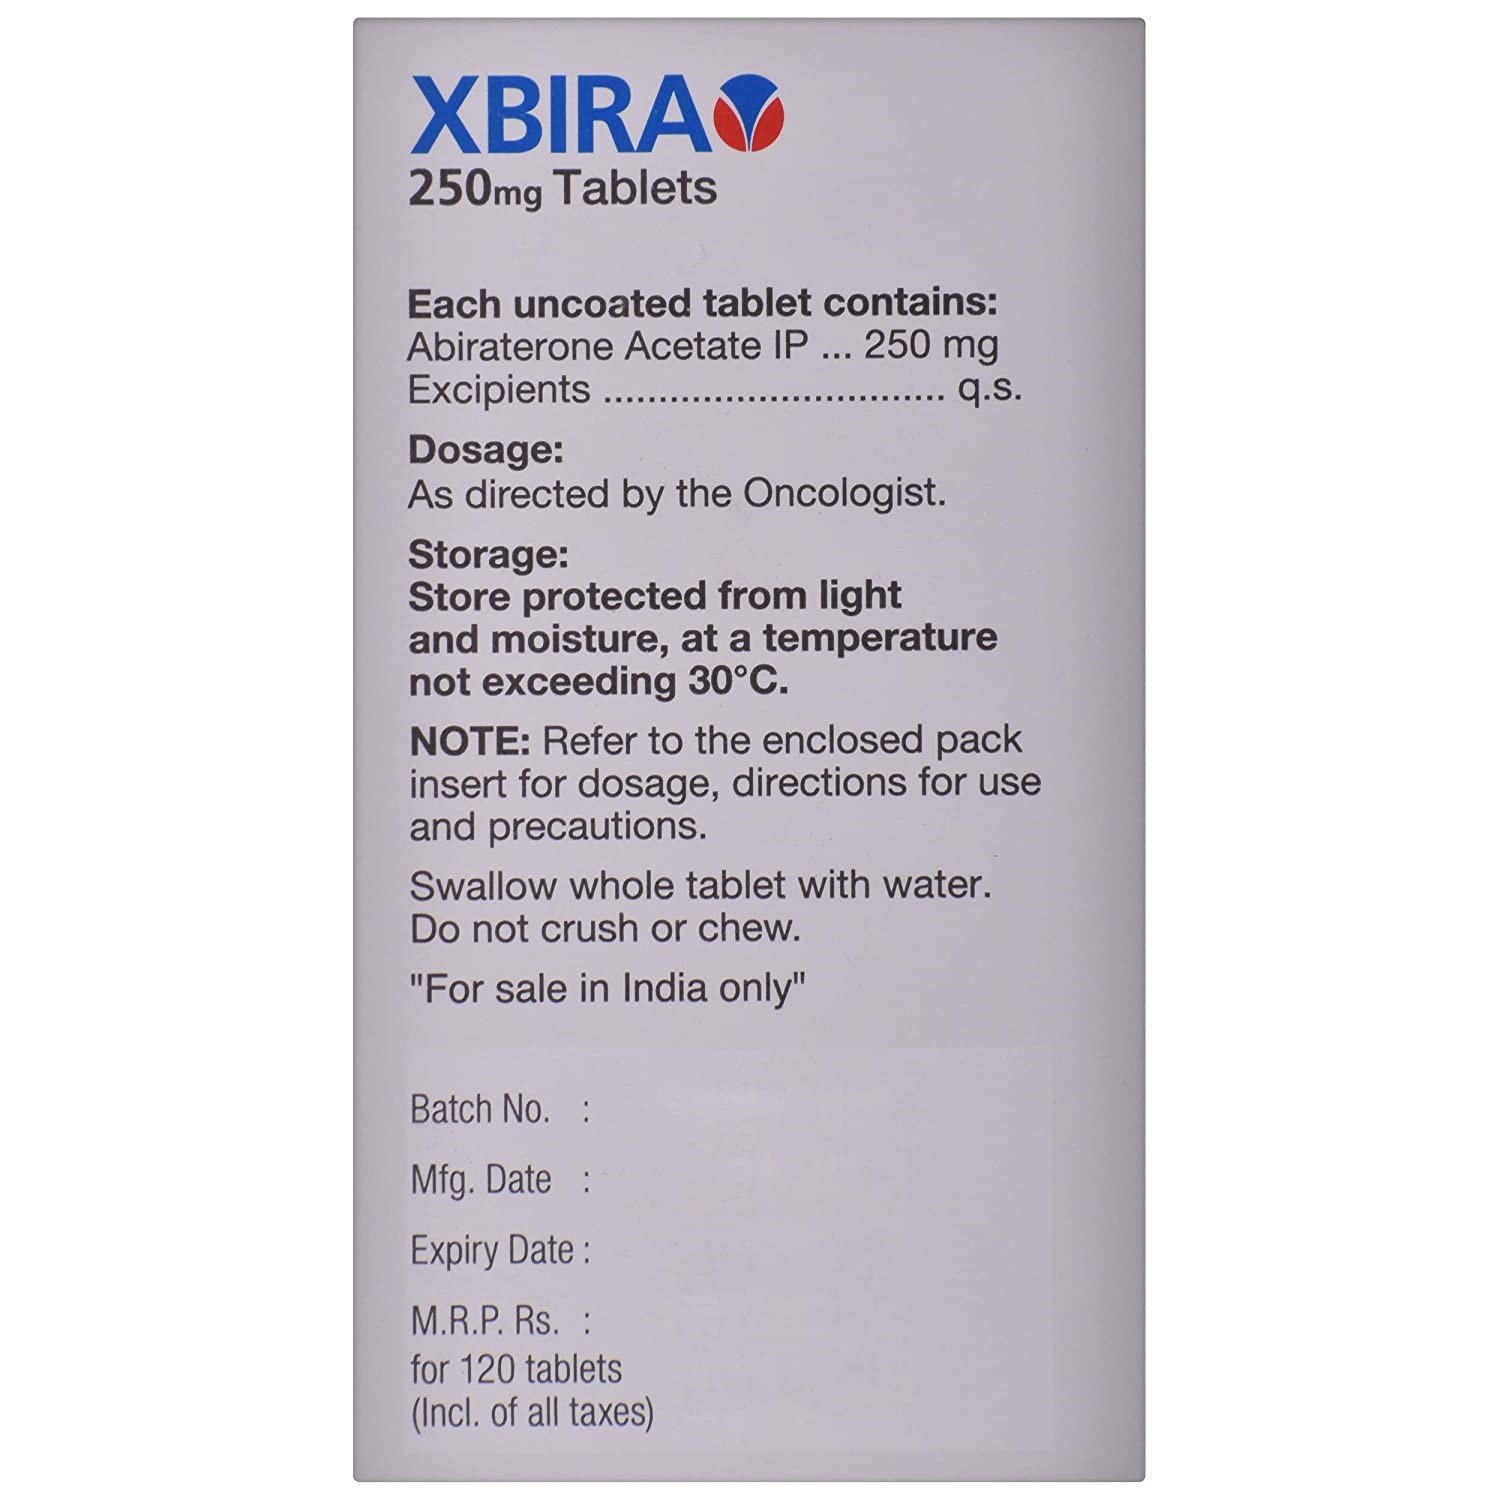 XBIRA
250mg Tablets
Each uncoated tablet contains:
Abiraterone Acetate IP ... 250 mg
Excipients ................................. q.s.
Dosage:
As directed by the Oncologist.
Storage:
Store protected from light
and moisture, at a temperature
not exceeding 30°C.
NOTE: Refer to the enclosed pack
insert for dosage, directions for use
and precautions.
Swallow whole tablet with water.
Do not crush or chew.
"For sale in India only"
Batch No. :
Mfg. Date :
Expiry Date :
M.R.P. Rs. :
for 120 tablets
(Incl. of all taxes)